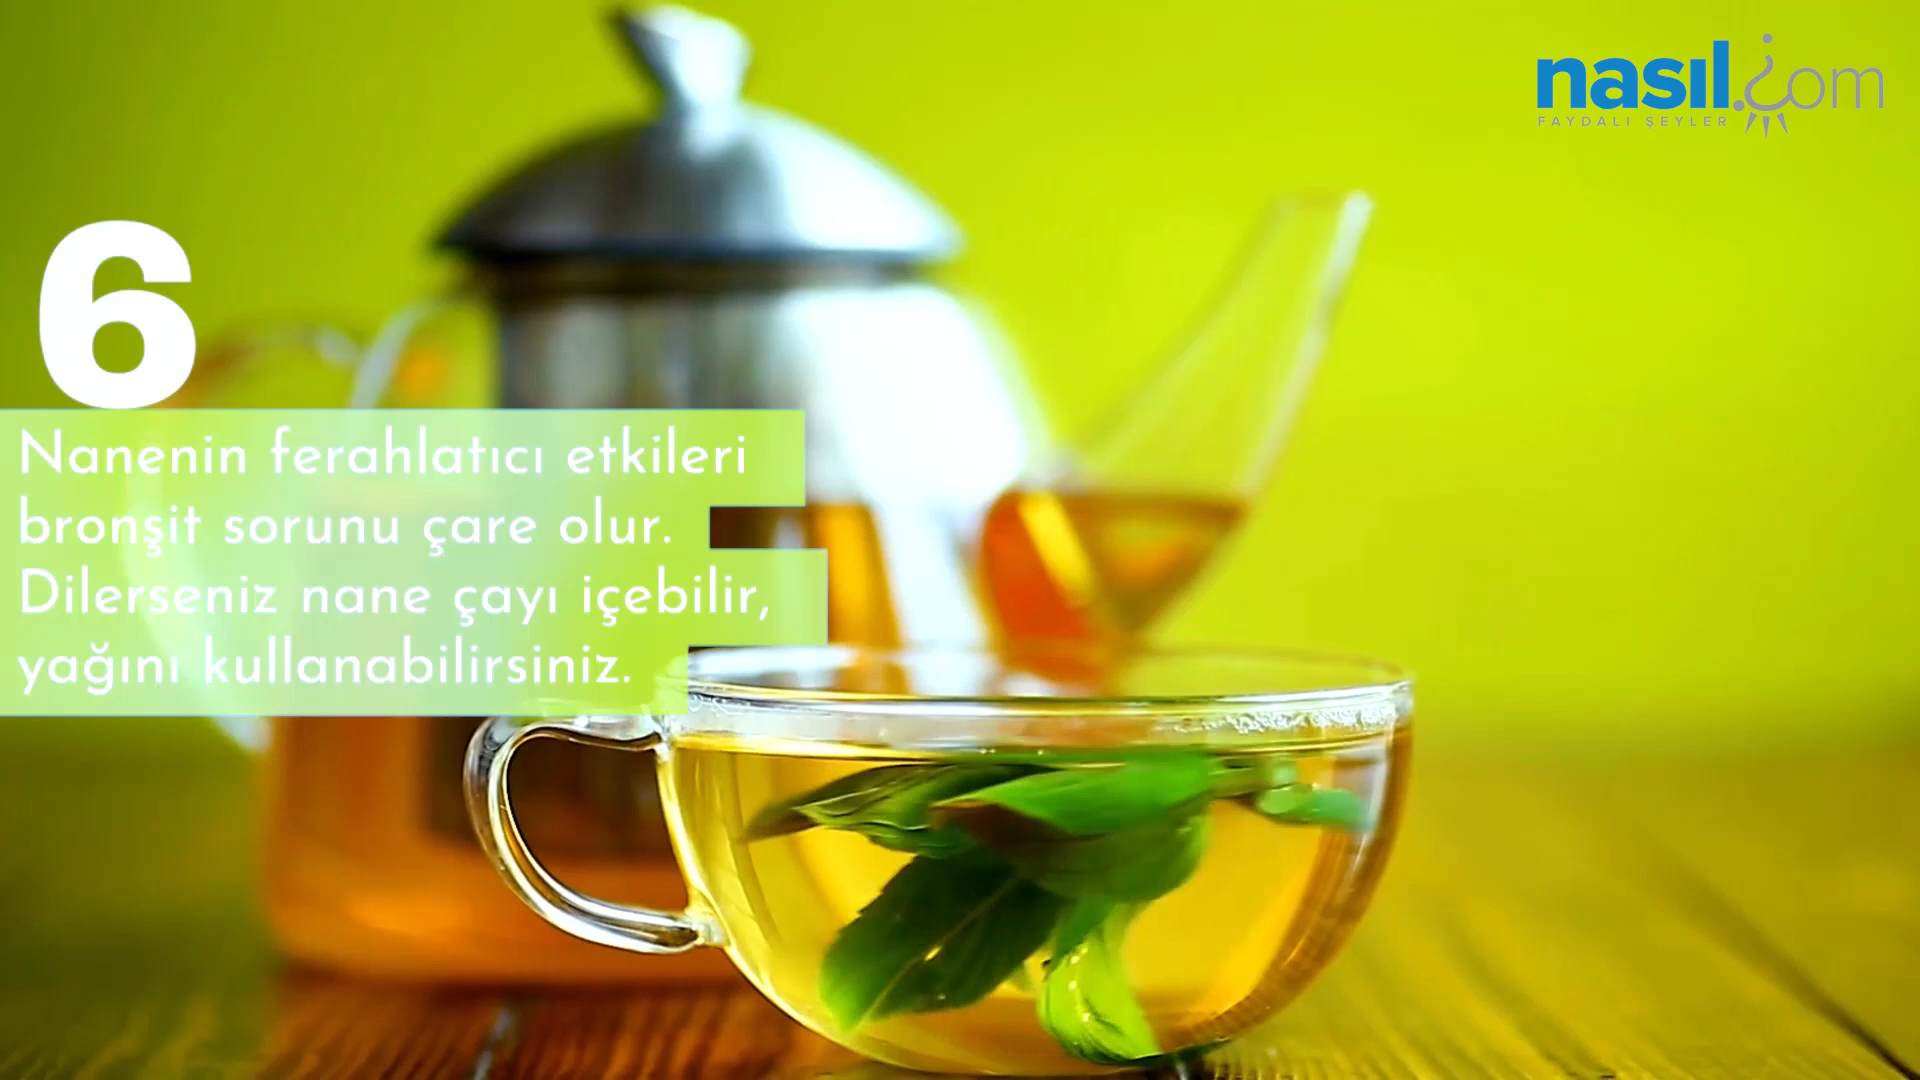 nasıl.com
FAYDALI ŞEYLER
6
Nanenin ferahlatıcı etkileri
bronşit sorunu çare olur.
Dilerseniz nane çayı içebilir,
yağını kullanabilirsiniz.